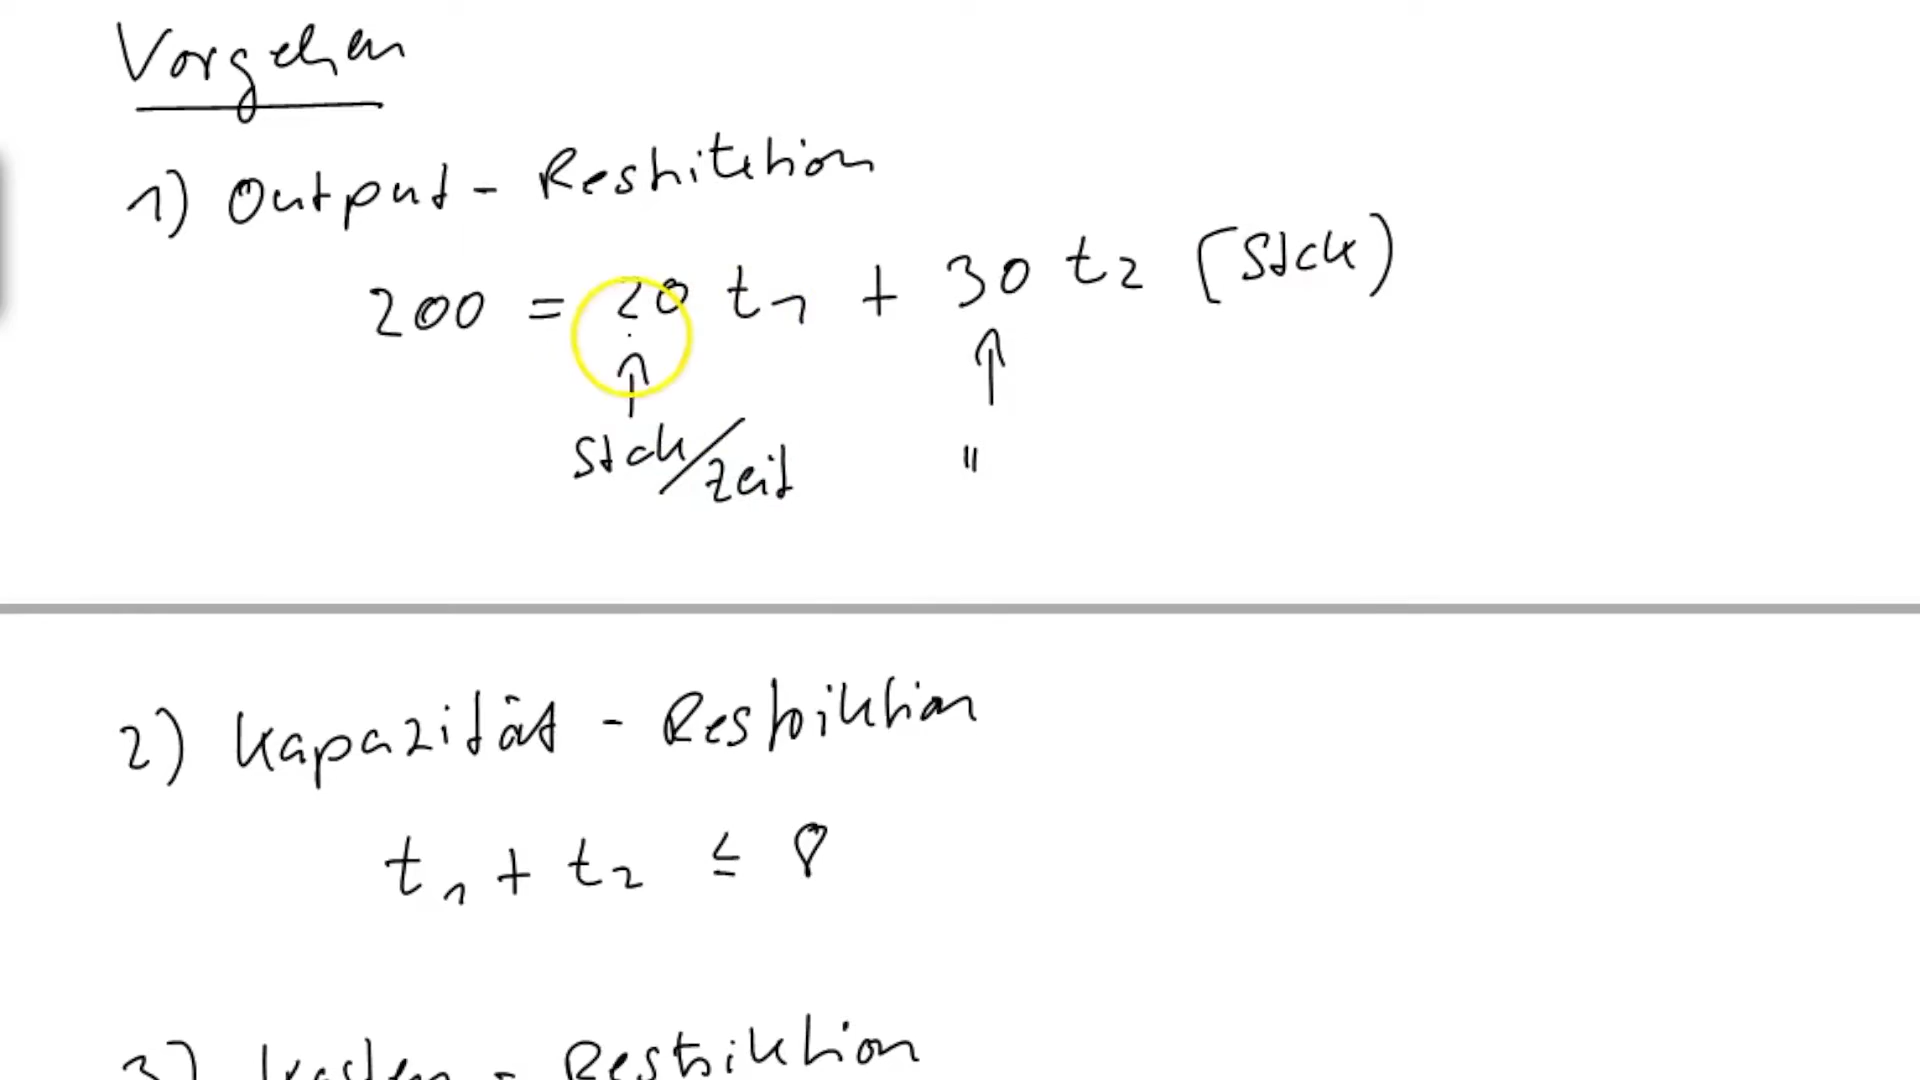 Vorgehen
1) Output - Restriktion
200 = 20 t1 + 30 t2 (Stck)
↑ ↑
Stck/Zeit "
2) Kapazität - Restriktion
t1 + t2 ≤ 8
3) Kosten - Restriktion